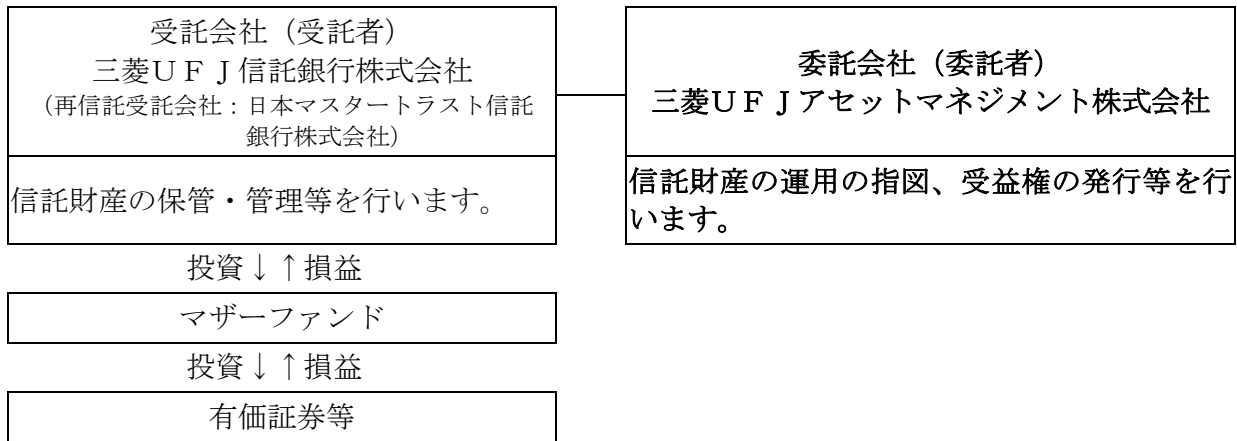 受託会社（受託者）
三菱ＵＦＪ信託銀行株式会社
（再信託受託会社：日本マスタートラスト信託
銀行株式会社）
信託財産の保管・管理等を行います。
委託会社（委託者）
三菱ＵＦＪアセットマネジメント株式会社
信託財産の運用の指図、受益権の発行等を行
います。
投資↓↑損益
マザーファンド
投資↓↑損益
有価証券等